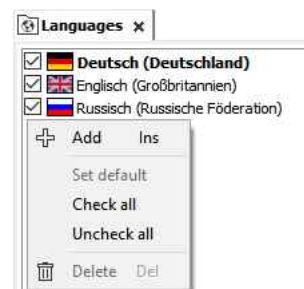 Languages x
Deutsch (Deutschland)
Englisch (Großbritannien)
Russisch (Russische Föderation)
Add Ins
Set default
Check all
Uncheck all
Delete Del